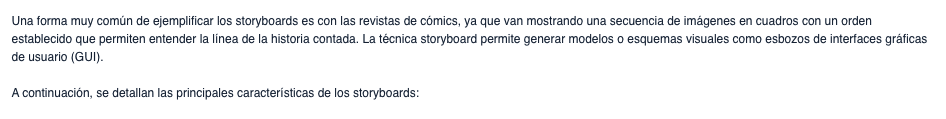 Una forma muy común de ejemplificar los storyboards es con las revistas de cómics, ya que van mostrando una secuencia de imágenes en cuadros con un orden
establecido que permiten entender la línea de la historia contada. La técnica storyboard permite generar modelos o esquemas visuales como esbozos de interfaces gráficas
de usuario (GUI).
A continuación, se detallan las principales características de los storyboards: